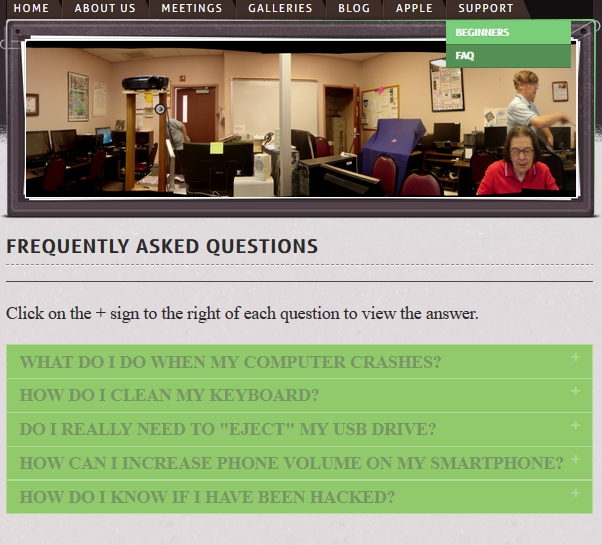 HOME ABOUT US MEETINGS GALLERIES BLOG APPLE SUPPORT
BEGINNERS
FAQ
FREQUENTLY ASKED QUESTIONS
Click on the + sign to the right of each question to view the answer.
WHAT DO I DO WHEN MY COMPUTER CRASHES? +
HOW DO I CLEAN MY KEYBOARD? +
DO I REALLY NEED TO "EJECT" MY USB DRIVE? +
HOW CAN I INCREASE PHONE VOLUME ON MY SMARTPHONE? +
HOW DO I KNOW IF I HAVE BEEN HACKED? +